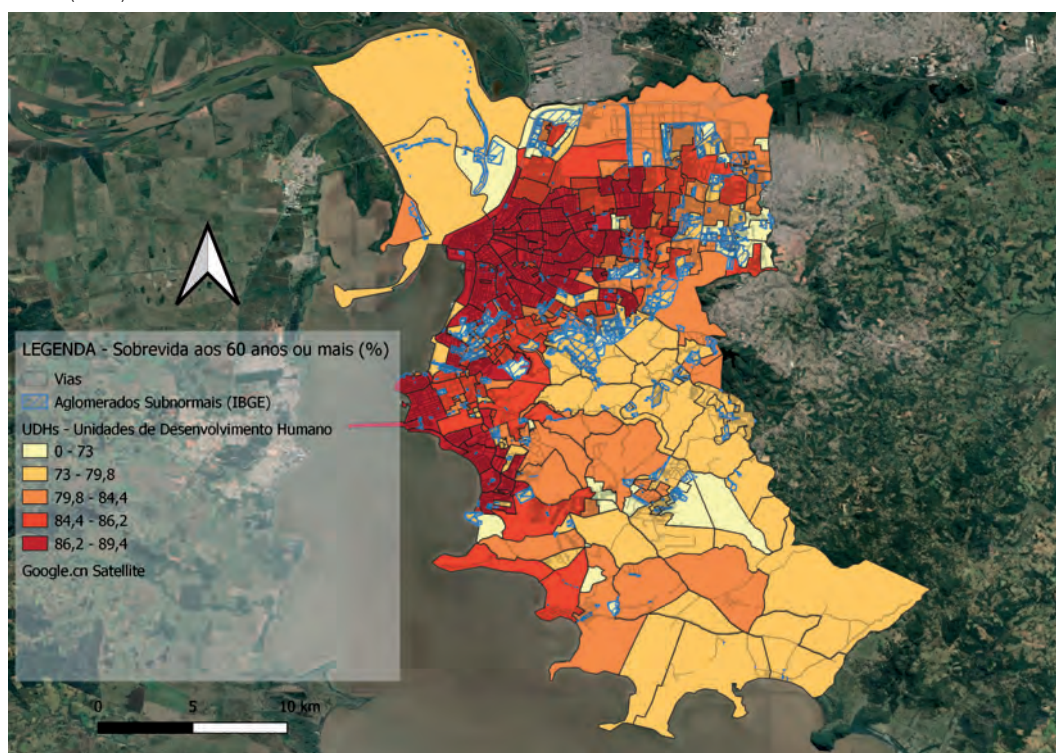 LEGENDA - Sobrevida aos 60 anos ou mais (%)
Vias
Aglomerados Subnormais (IBGE)
UDHs - Unidades de Desenvolvimento Humano
0 - 73
73 - 79,8
79,8 - 84,4
84,4 - 86,2
86,2 - 89,4
Google.cn Satellite
0 5 10 km